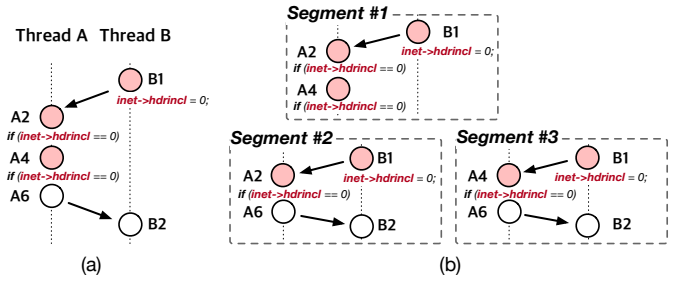 Thread A Thread B
B1
inet->hdrincl = 0;
A2
if (inet->hdrincl == 0)
A4
if (inet->hdrincl == 0)
A6
B2
(a)
Segment #1
B1
A2
inet->hdrincl = 0;
if (inet->hdrincl == 0)
A4
if (inet->hdrincl == 0)
Segment #2
B1
A2
inet->hdrincl = 0;
if (inet->hdrincl == 0)
A6
B2
Segment #3
B1
A4
inet->hdrincl = 0;
if (inet->hdrincl == 0)
A6
B2
(b)